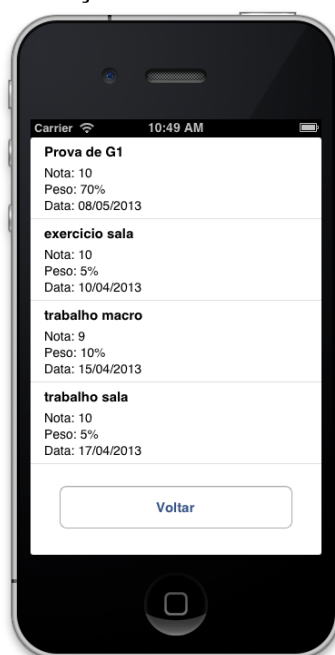 Carrier
10:49 AM
Prova de G1
Nota: 10
Peso: 70%
Data: 08/05/2013
exercicio sala
Nota: 10
Peso: 5%
Data: 10/04/2013
trabalho macro
Nota: 9
Peso: 10%
Data: 15/04/2013
trabalho sala
Nota: 10
Peso: 5%
Data: 17/04/2013
Voltar